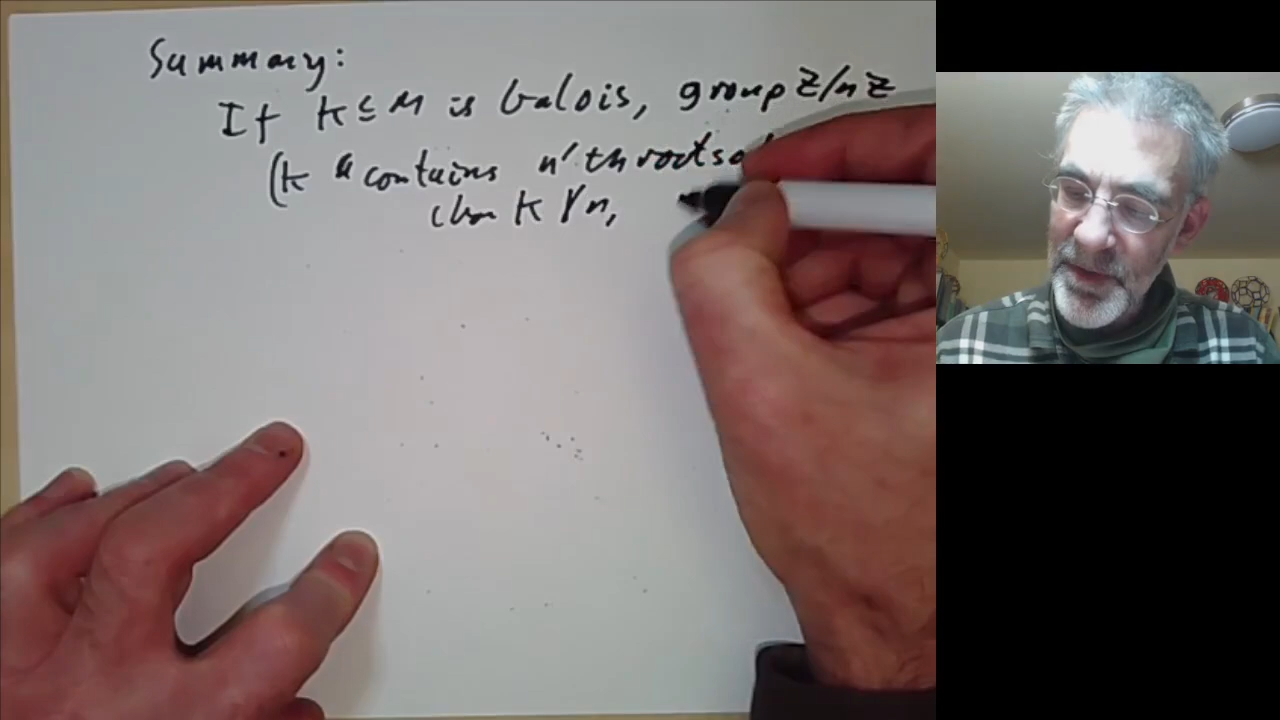 Summary:
If K ⊆ M is Galois, group Z/nZ
(K contains n'th roots o
char K ∤ n,